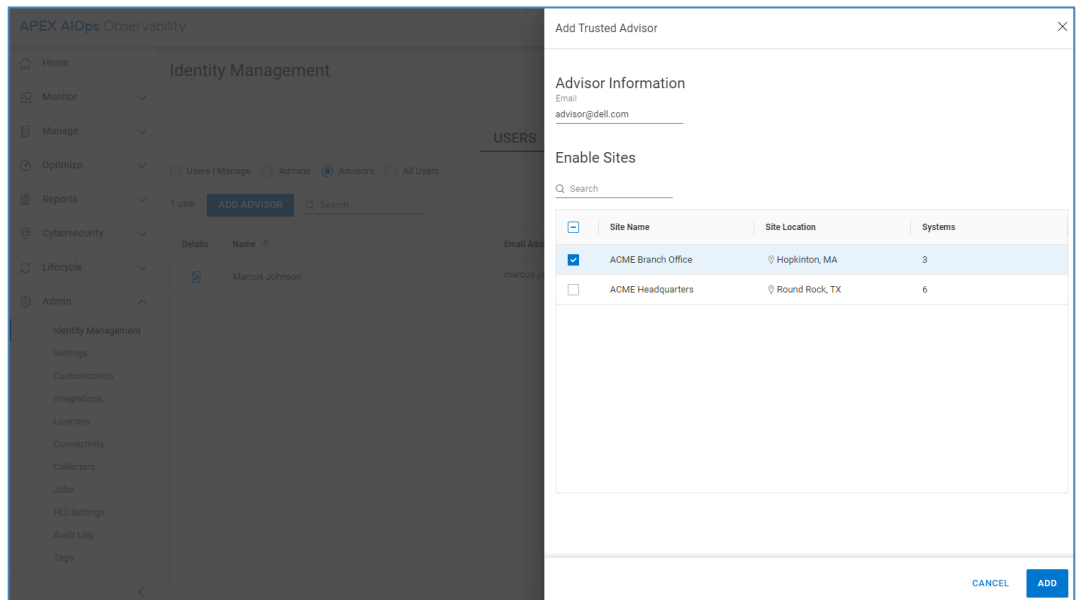 APEX AIOps Observability
Home
Monitor
Manage
Optimize
Reports
Cybersecurity
Lifecycle
Admin
Identity Management
Settings
Customization
Integrations
Licenses
Connectivity
Collectors
Jobs
HCI Settings
Audit Log
Tags
Identity Management
USERS
Users I Manage Admins Advisors All Users
1 user ADD ADVISOR Search
Details Name ↑ Email
Marcus Johnson
Add Trusted Advisor
Advisor Information
Email
advisor@dell.com
Enable Sites
Search
Site Name Site Location Systems
ACME Branch Office Hopkinton, MA 3
ACME Headquarters Round Rock, TX 6
CANCEL ADD